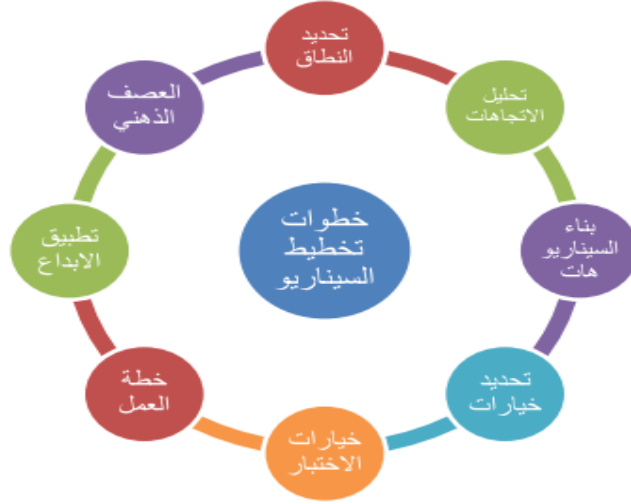 تحديد
النطاق
تحليل
الاتجاهات
بناء
السيناريو
هات
تحديد
خيارات
خيارات
الاختبار
خطة
العمل
تطبيق
الابداع
العصف
الذهني
خطوات
تخطيط
السيناريو